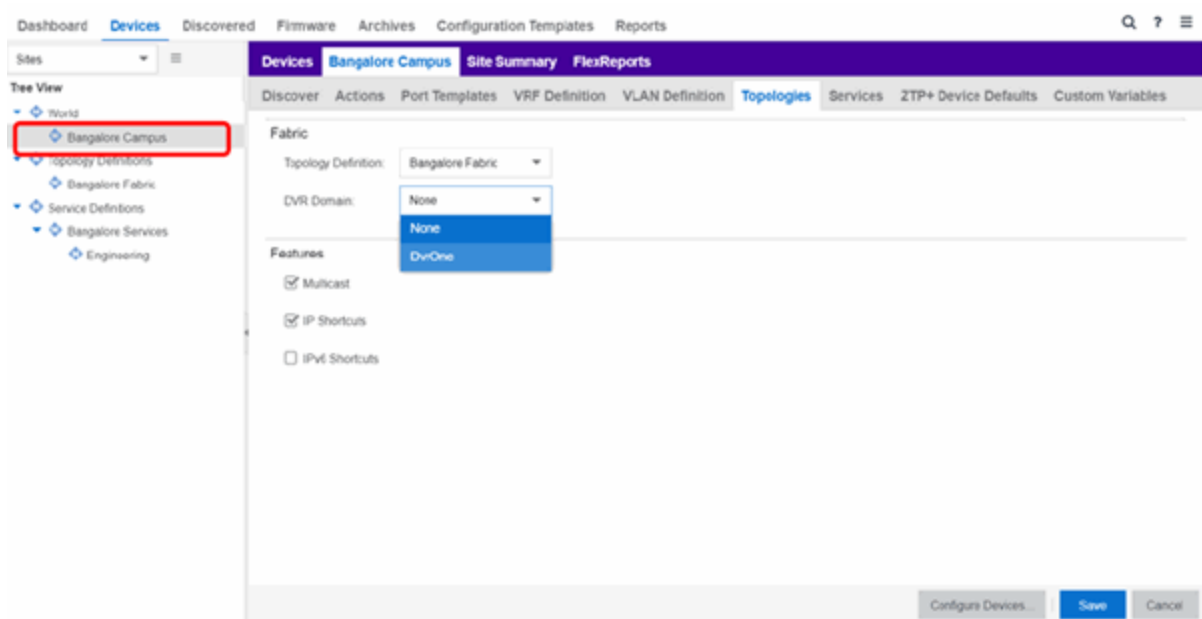 Dashboard Devices Discovered Firmware Archives Configuration Templates Reports ?
Sites
Devices Bangalore Campus Site Summary FlexReports
Tree View
Discover Actions Port Templates VRF Definition VLAN Definition Topologies Services ZTP+ Device Defaults Custom Variables
World
Bangalore Campus
Topology Definitions
Bangalore Fabric
Service Definitions
Bangalore Services
Engineering
Fabric
Topology Definition: Bangalore Fabric
DVR Domain: None
None
DvrOne
Features
Multicast
IP Shortcuts
IPv6 Shortcuts
Configure Devices... Save Cancel